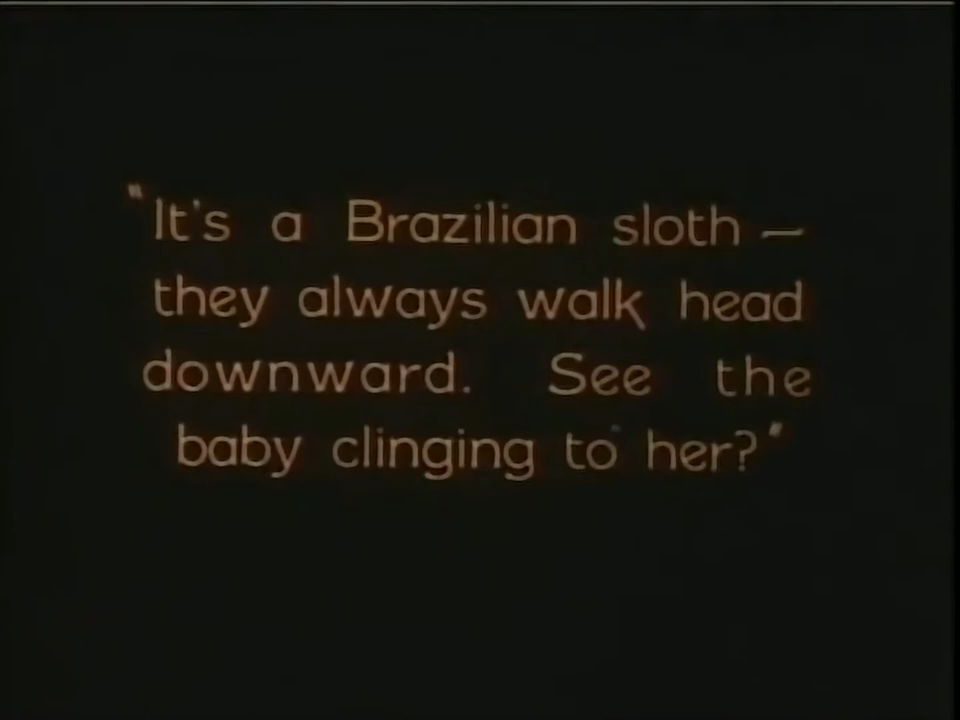 "It's a Brazilian sloth —
they always walk head
downward. See the
baby clinging to her?"